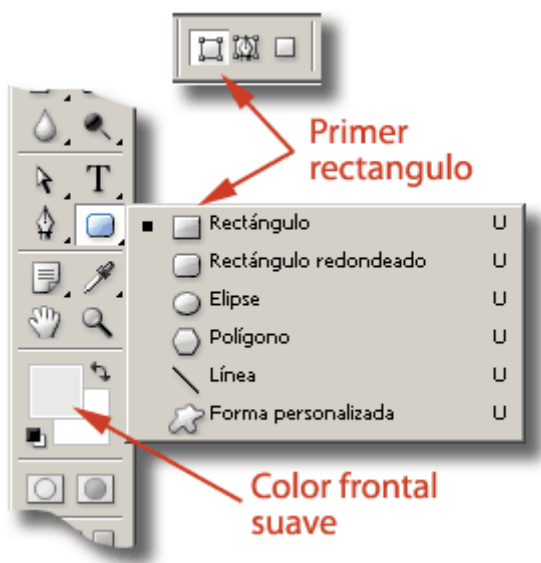 Primer
rectangulo
T
Rectángulo U
Rectángulo redondeado U
Elipse U
Polígono U
Línea U
Forma personalizada U
Color frontal
suave